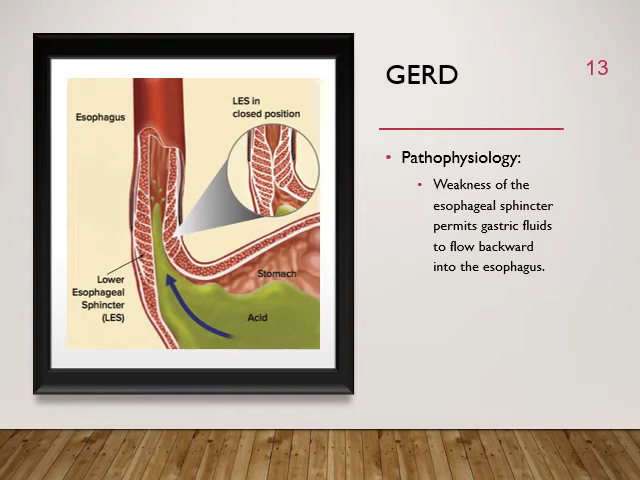 GERD
13
Esophagus
LES in
closed position
Lower
Esophageal
Sphincter
(LES)
Stomach
Acid
• Pathophysiology:
• Weakness of the
esophageal sphincter
permits gastric fluids
to flow backward
into the esophagus.